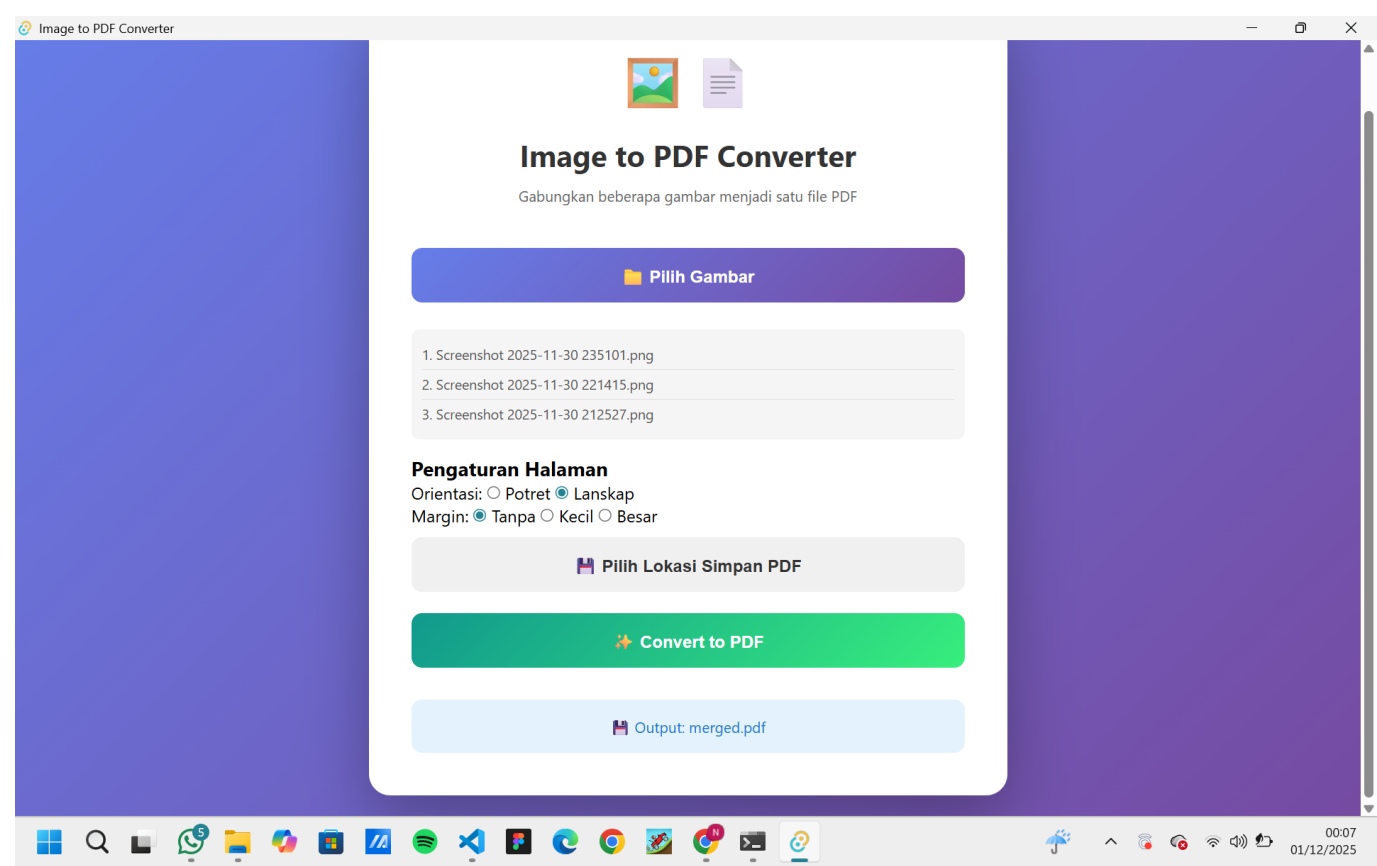 Image to PDF Converter
Image to PDF Converter
Gabungkan beberapa gambar menjadi satu file PDF
Pilih Gambar
1. Screenshot 2025-11-30 235101.png
2. Screenshot 2025-11-30 221415.png
3. Screenshot 2025-11-30 212527.png
Pengaturan Halaman
Orientasi: Potret Lanskap
Margin: Tanpa Kecil Besar
Pilih Lokasi Simpan PDF
Convert to PDF
Output: merged.pdf
5
N
00:07
01/12/2025